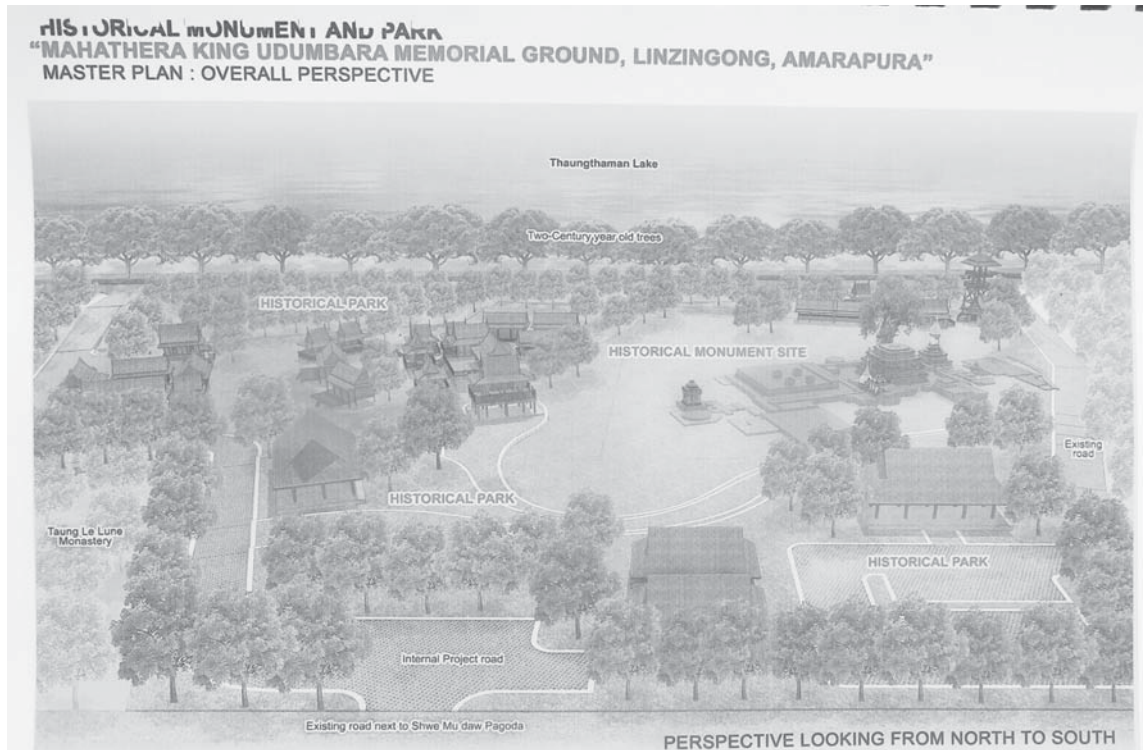 HISTORICAL MONUMENT AND PARK
“MAHATHERA KING UDUMBARA MEMORIAL GROUND, LINZINGONG, AMARAPURA”
MASTER PLAN : OVERALL PERSPECTIVE
Thaungthaman Lake
Two-Century year old trees
HISTORICAL PARK
HISTORICAL MONUMENT SITE
Existing
road
HISTORICAL PARK
Taung Le Lune
Monastery
HISTORICAL PARK
Internal Project road
Existing road next to Shwe Mu daw Pagoda
PERSPECTIVE LOOKING FROM NORTH TO SOUTH